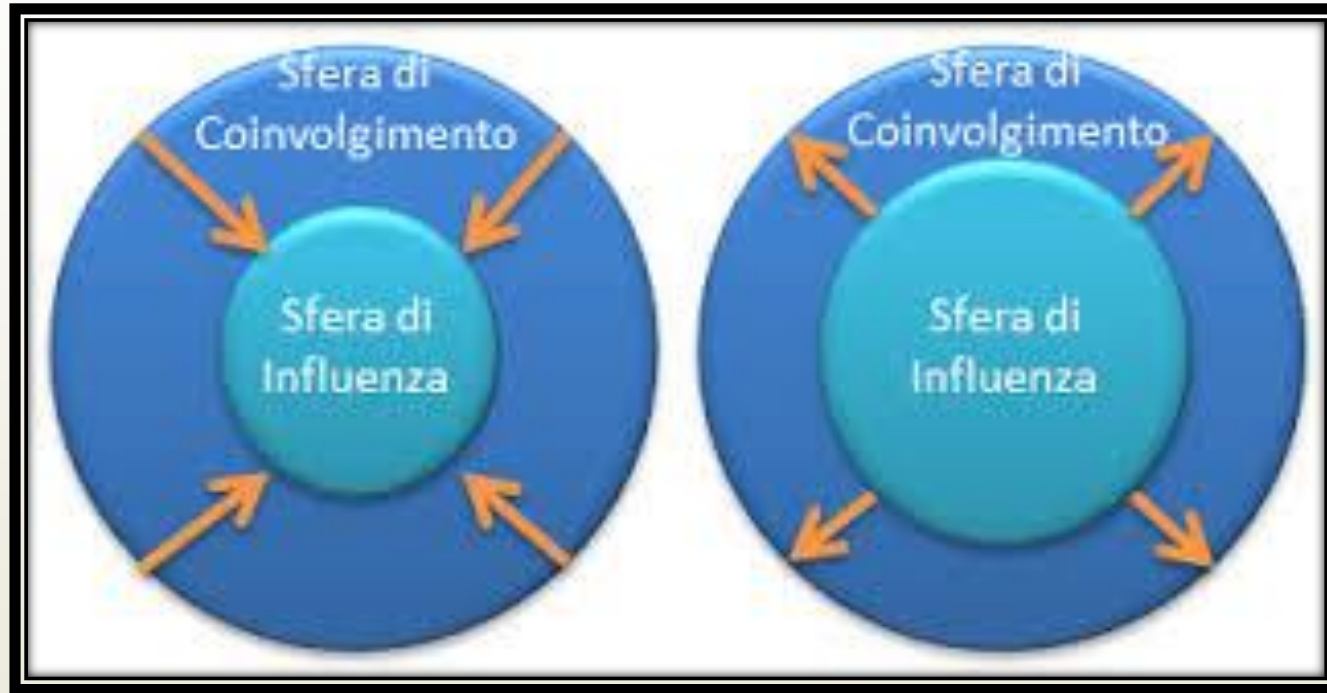 Sfera di
Coinvolgimento
Sfera di
Influenza
Sfera di
Coinvolgimento
Sfera di
Influenza